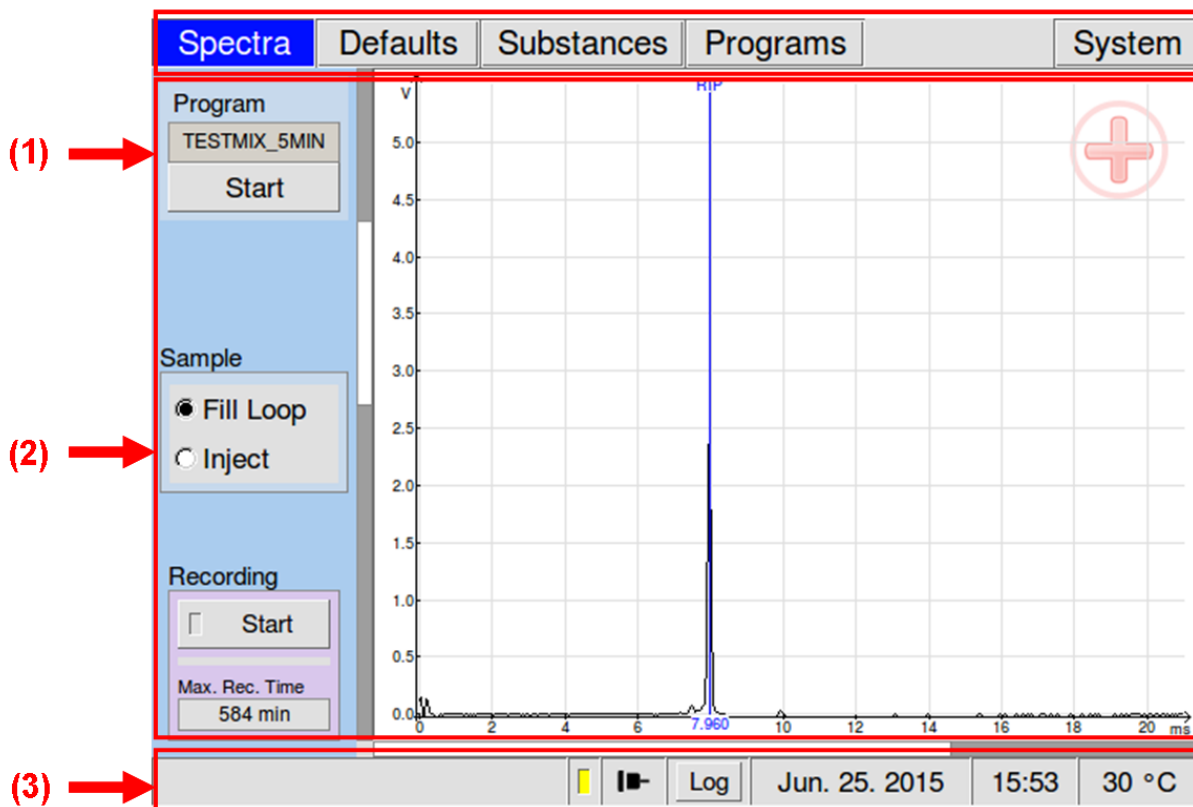 Spectra Defaults Substances Programs System
(1)
Program
TESTMIX_5MIN
Start
Sample
Fill Loop
(2)
Inject
Recording
Start
Max. Rec. Time
584 min
V
RIP
5.0
4.5
4.0
3.5
3.0
2.5
2.0
1.5
1.0
0.5
0.0
0 2 4 6 7.960 10 12 14 16 18 20 ms
(3)
Log Jun. 25. 2015 15:53 30 °C